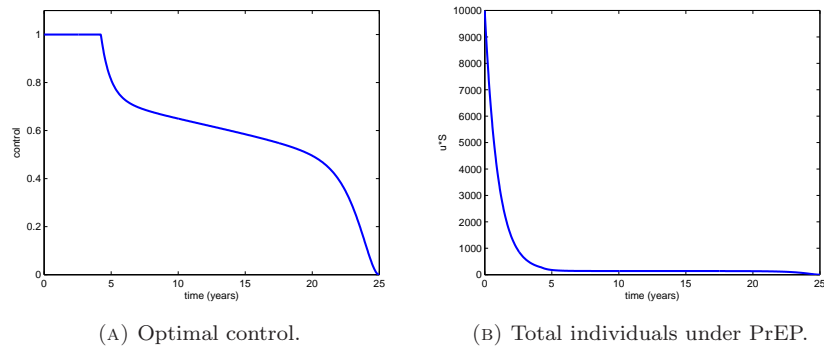 1
0.8
0.6
0.4
0.2
0
control
0 5 10 15 20 25
time (years)
(A) Optimal control.
10000
9000
8000
7000
6000
5000
4000
3000
2000
1000
0
u*S
0 5 10 15 20 25
time (years)
(B) Total individuals under PrEP.